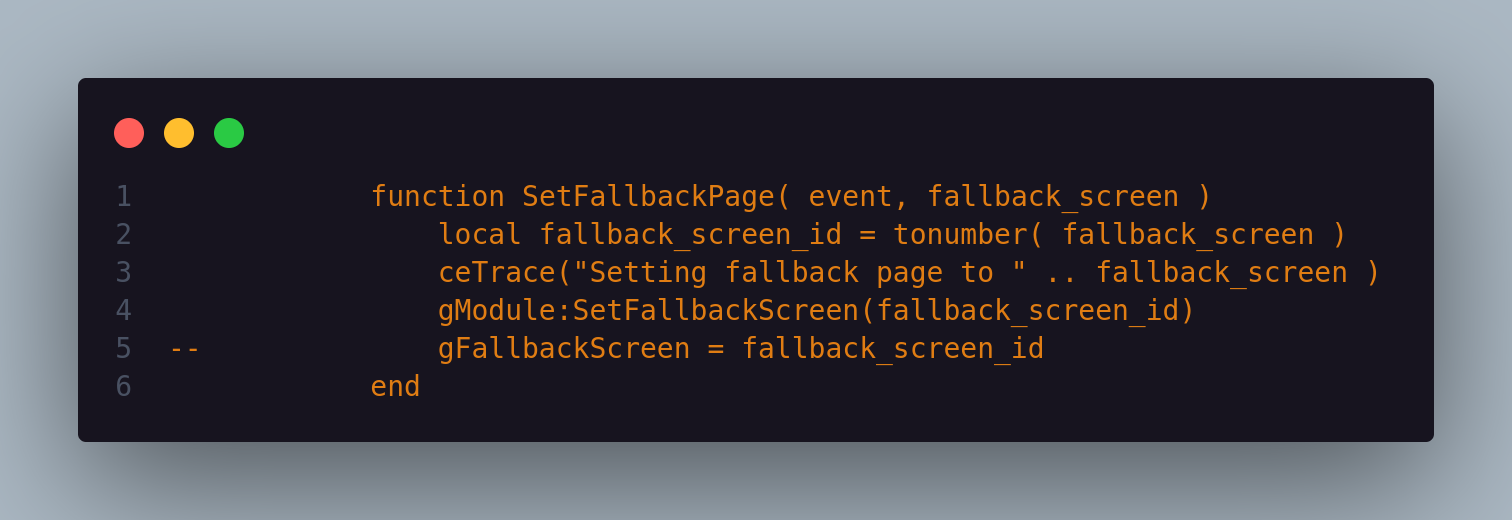 1            function SetFallbackPage( event, fallback_screen )
2                local fallback_screen_id = tonumber( fallback_screen )
3                ceTrace("Setting fallback page to " .. fallback_screen )
4                gModule:SetFallbackScreen(fallback_screen_id)
5 --              gFallbackScreen = fallback_screen_id
6            end